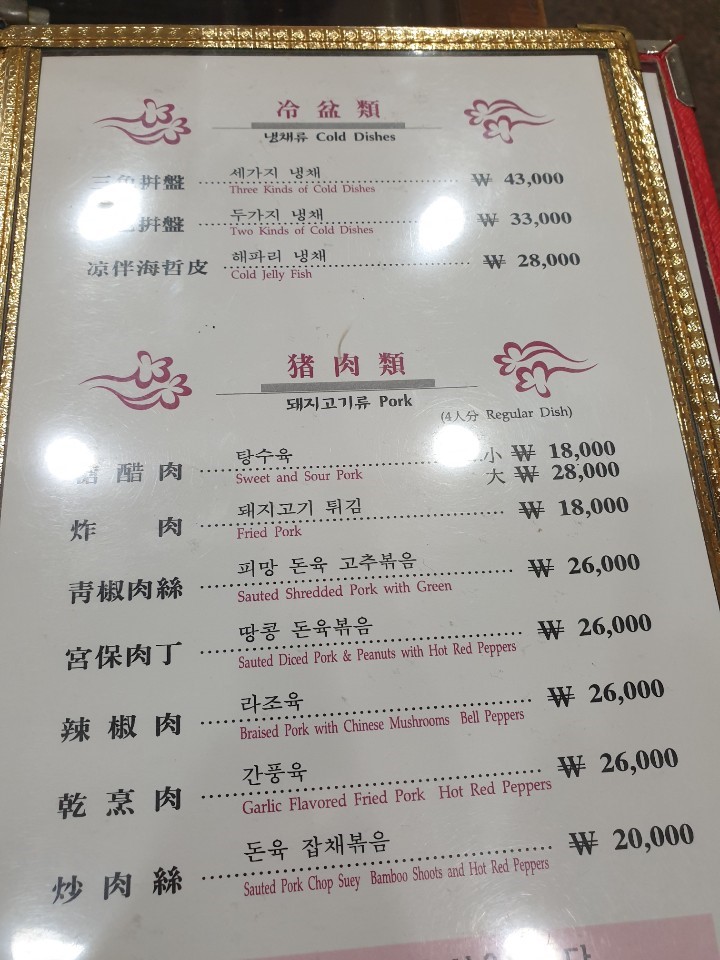 冷盆類
냉채류 Cold Dishes
三色拼盤 세가지 냉채 ₩ 43,000
Three Kinds of Cold Dishes
拼盤 두가지 냉채 ₩ 33,000
Two Kinds of Cold Dishes
凉伴海哲皮 해파리 냉채 ₩ 28,000
Cold Jelly Fish
猪肉類
돼지고기류 Pork
(4人分 Regular Dish)
醋肉 탕수육 小 ₩ 18,000
Sweet and Sour Pork 大 ₩ 28,000
炸肉 돼지고기 튀김 ₩ 18,000
Fried Pork
靑椒肉絲 피망 돈육 고추볶음 ₩ 26,000
Sauted Shredded Pork with Green
宮保肉丁 땅콩 돈육볶음 ₩ 26,000
Sauted Diced Pork & Peanuts with Hot Red Peppers
辣椒肉 라조육 ₩ 26,000
Braised Pork with Chinese Mushrooms Bell Peppers
乾烹肉 간풍육 ₩ 26,000
Garlic Flavored Fried Pork Hot Red Peppers
炒肉絲 돈육 잡채볶음 ₩ 20,000
Sauted Pork Chop Suey Bamboo Shoots and Hot Red Peppers